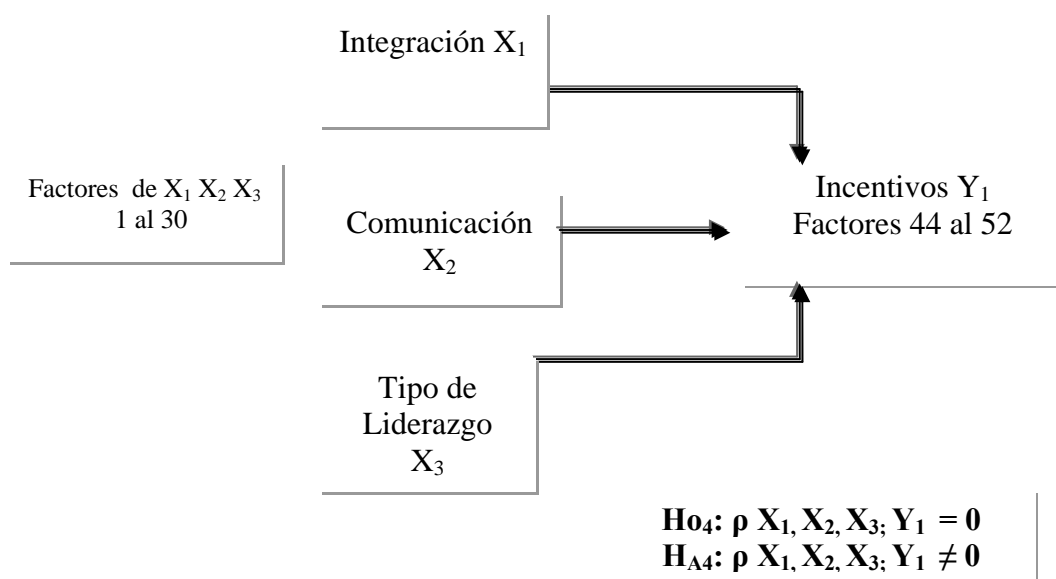 Integración X₁
Factores de X₁ X₂ X₃
1 al 30
Comunicación
X₂
Incentivos Y₁
Factores 44 al 52
Tipo de
Liderazgo
X₃
Ho₄: ρ X₁, X₂, X₃; Y₁ = 0
H_A4: ρ X₁, X₂, X₃; Y₁ ≠ 0